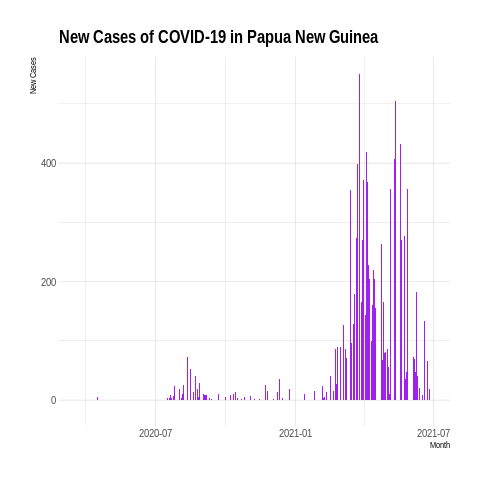 New Cases of COVID-19 in Papua New Guinea
New Cases
400
200
0
2020-07
2021-01
2021-07
Month